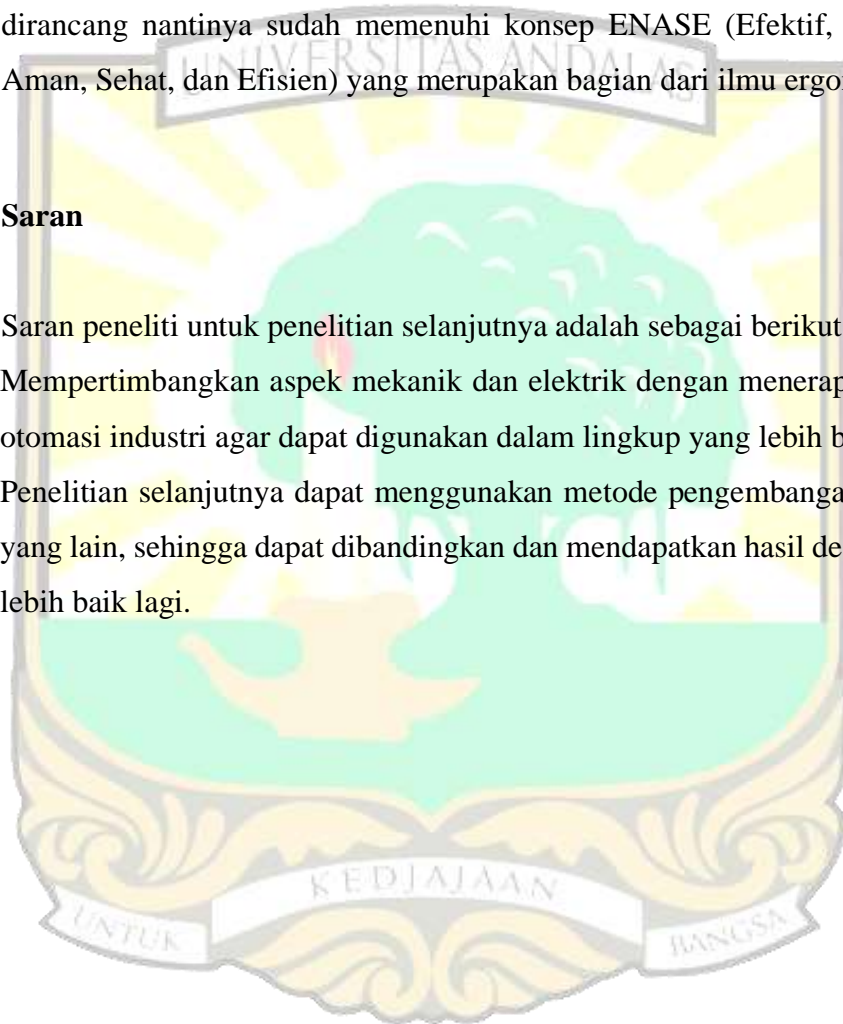 dirancang nantinya sudah memenuhi konsep ENASE (Efektif,
UNIVERSITAS ANDALAS
Aman, Sehat, dan Efisien) yang merupakan bagian dari ilmu ergo
Saran
Saran peneliti untuk penelitian selanjutnya adalah sebagai berikut
Mempertimbangkan aspek mekanik dan elektrik dengan menerap
otomasi industri agar dapat digunakan dalam lingkup yang lebih b
Penelitian selanjutnya dapat menggunakan metode pengembanga
yang lain, sehingga dapat dibandingkan dan mendapatkan hasil de
lebih baik lagi.
KEDJAJAAN
UNTUK BANGSA